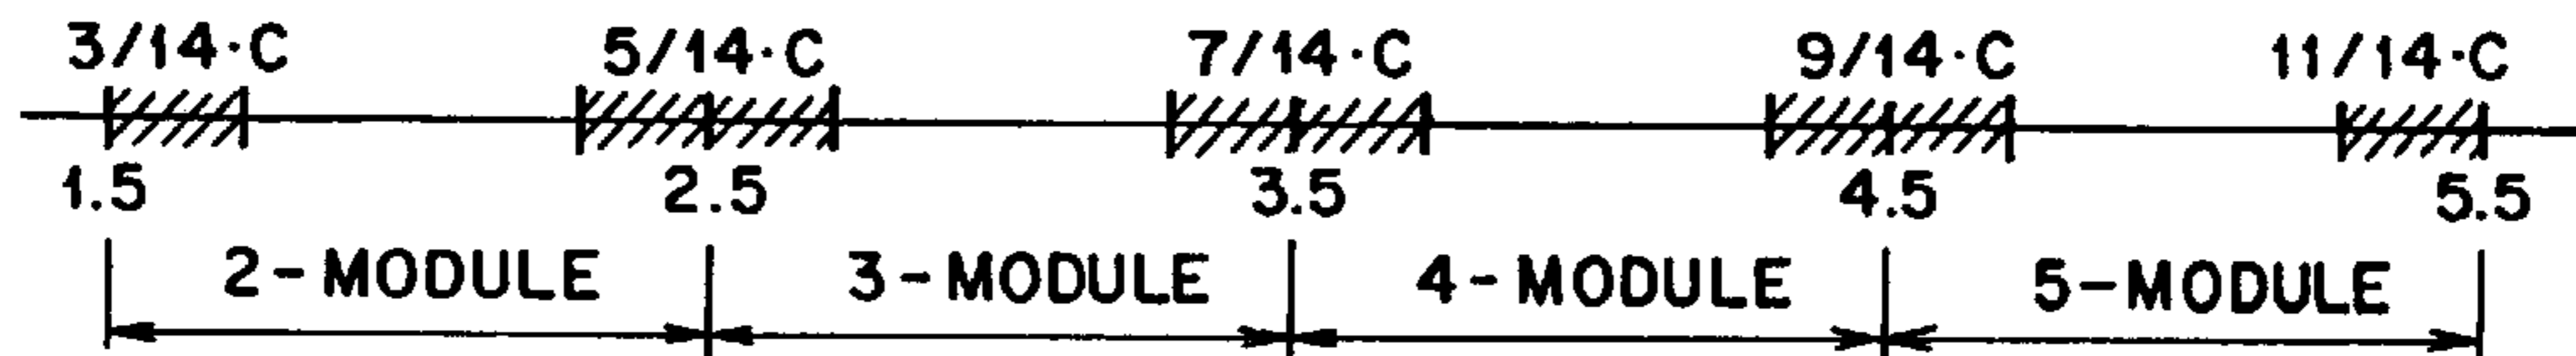 3/14·C 5/14·C 7/14·C 9/14·C 11/14·C
1.5 2.5 3.5 4.5 5.5
2-MODULE 3-MODULE 4-MODULE 5-MODULE